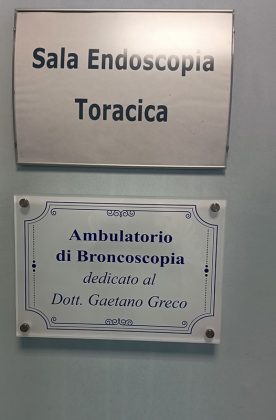 Sala Endoscopia
Toracica
Ambulatorio
di Broncoscopia
dedicato al
Dott. Gaetano Greco